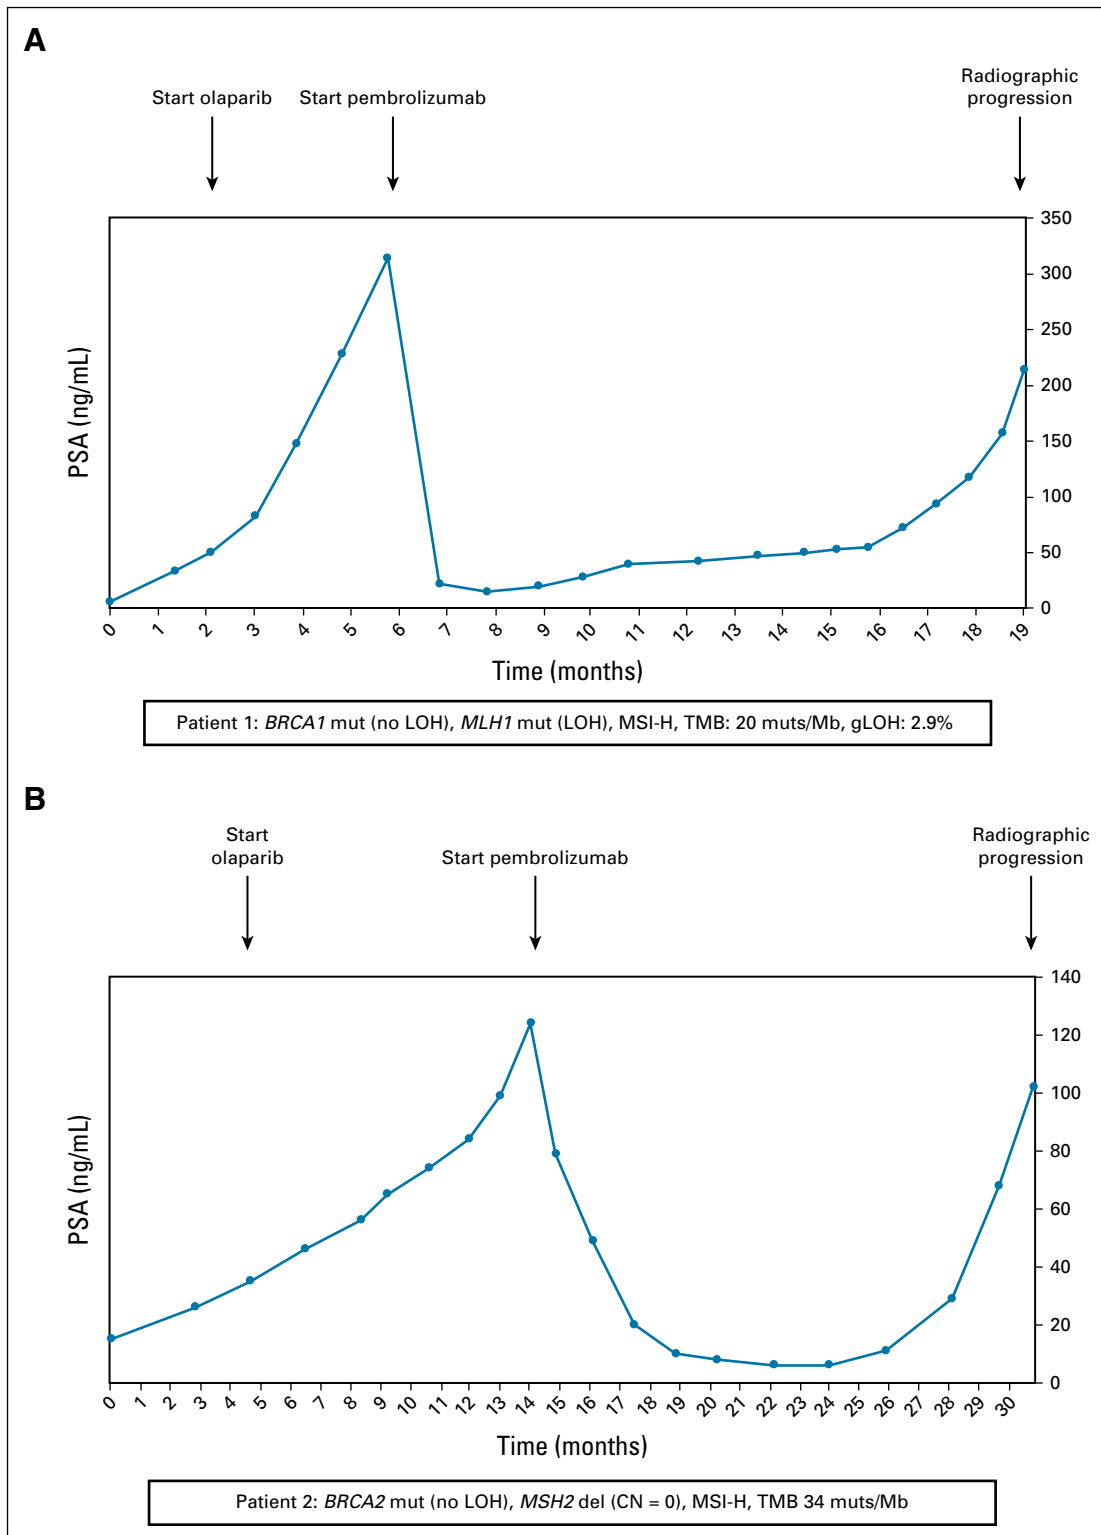 A
Start olaparib
Start pembrolizumab
Radiographic
progression
350
300
250
200
150
100
50
0
PSA (ng/mL)
0 1 2 3 4 5 6 7 8 9 10 11 12 13 14 15 16 17 18 19
Time (months)
Patient 1: BRCA1 mut (no LOH), MLH1 mut (LOH), MSI-H, TMB: 20 muts/Mb, gLOH: 2.9%
B
Start
olaparib
Start pembrolizumab
Radiographic
progression
140
120
100
80
60
40
20
0
PSA (ng/mL)
0 1 2 3 4 5 6 7 8 9 10 11 12 13 14 15 16 17 18 19 20 21 22 23 24 25 26 27 28 29 30
Time (months)
Patient 2: BRCA2 mut (no LOH), MSH2 del (CN = 0), MSI-H, TMB 34 muts/Mb